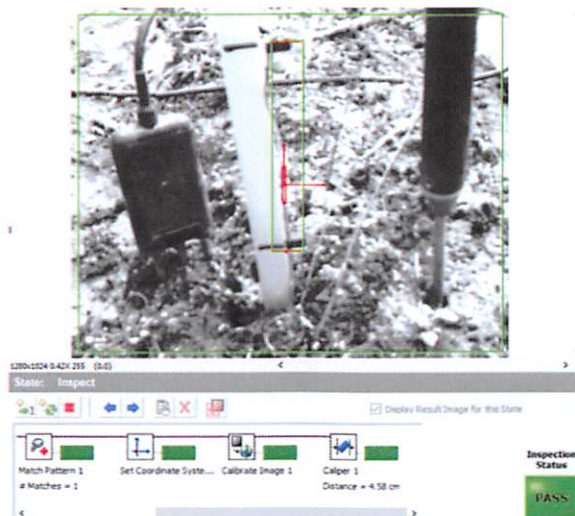 1280x1024 0.42X 255 (0,0)
State: Inspect
Display Result Image for this State
Match Pattern 1
Set Coordinate Syste...
Calibrate Image 1
Caliper 1
# Matches = 1
Distance = 4.58 cm
Inspection
Status
PASS